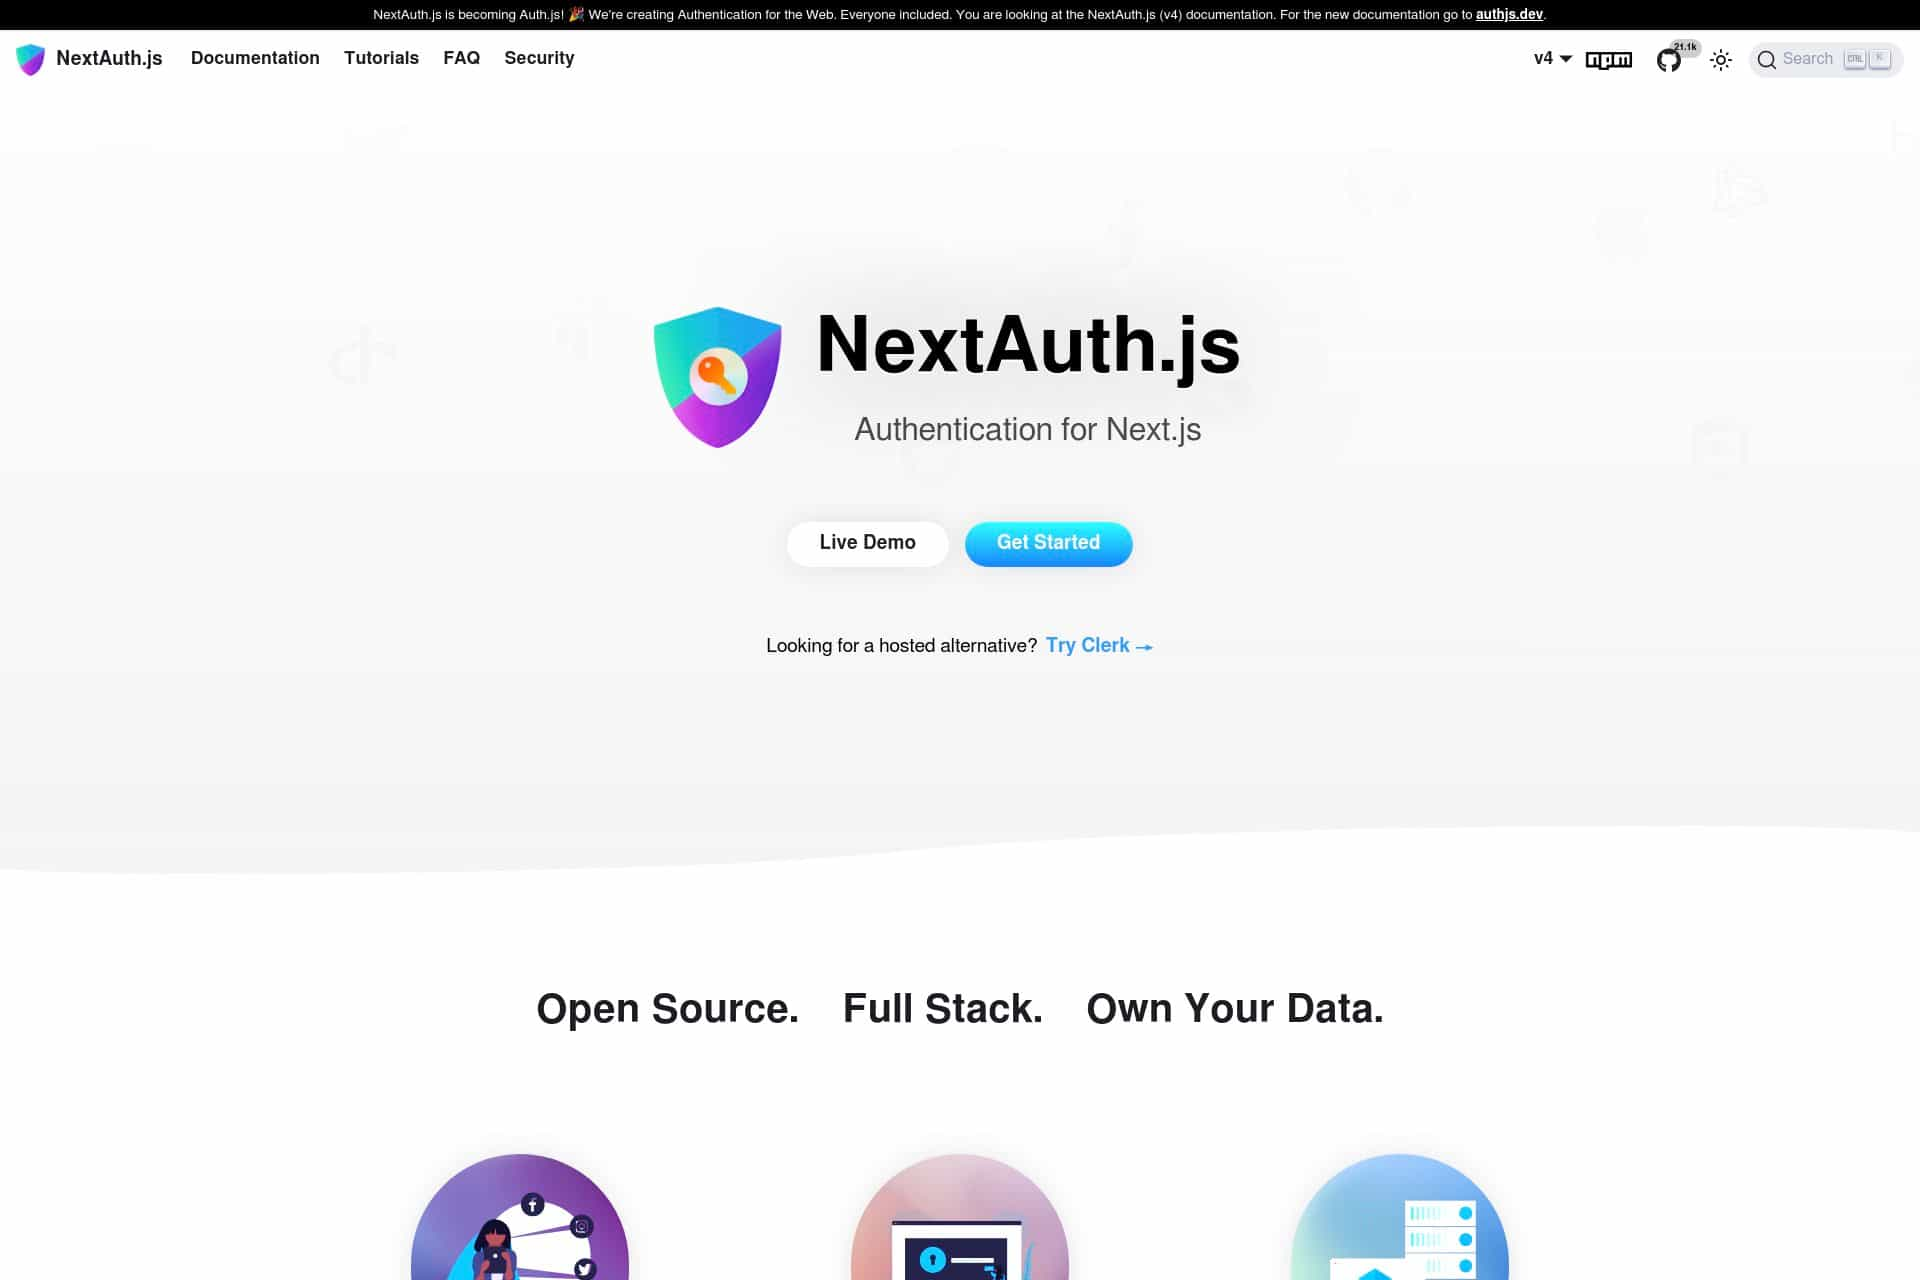 NextAuth.js is becoming Auth.js! 🎉 We're creating Authentication for the Web. Everyone included. You are looking at the NextAuth.js (v4) documentation. For the new documentation go to authjs.dev.
NextAuth.js Documentation Tutorials FAQ Security v4 npm 21.1k Search CTRL K
NextAuth.js
Authentication for Next.js
Live Demo Get Started
Looking for a hosted alternative? Try Clerk →
Open Source. Full Stack. Own Your Data.